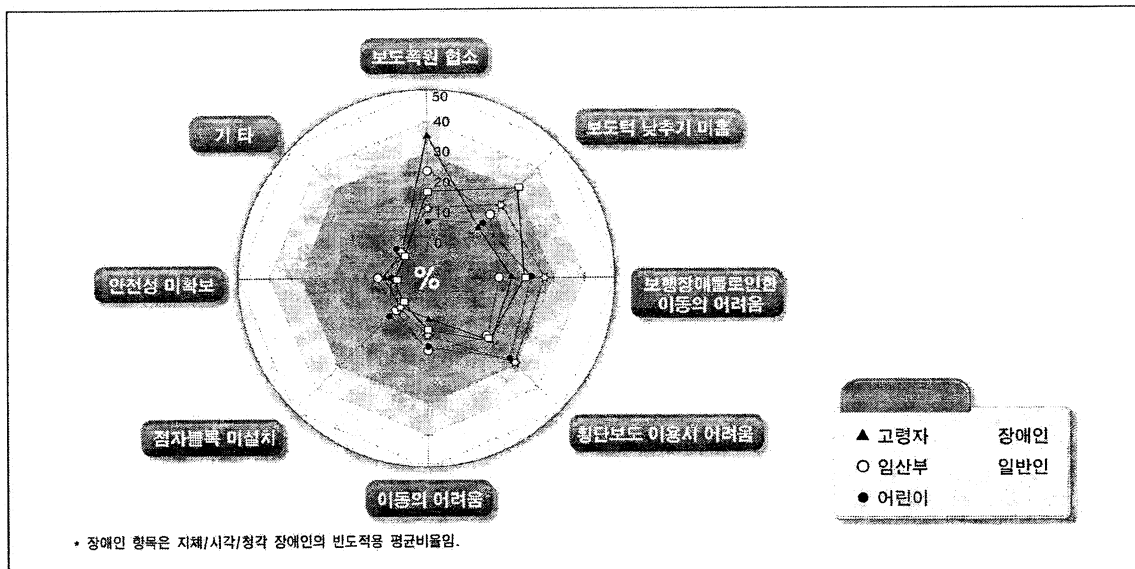 보도폭원 협소
기 타
보도턱 낮추기 미흡
50
40
30
20
10
0
%
안전성 미확보
보행장애물로인한
이동의 어려움
점자블록 미설치
횡단보도 이용시 어려움
이동의 어려움
▲ 고령자 장애인
○ 임산부 일반인
● 어린이
* 장애인 항목은 지체/시각/청각 장애인의 빈도적용 평균비율임.